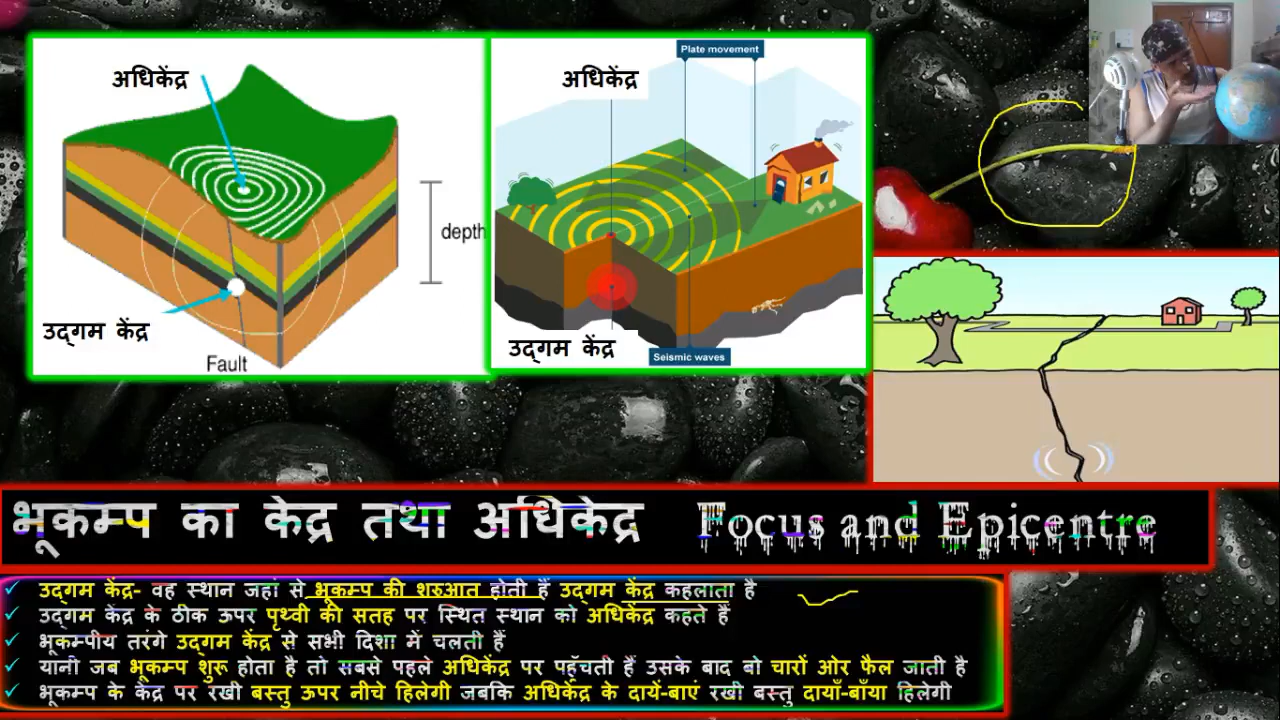 अधिकेंद्र
depth
उद्गम केंद्र
Fault
Plate movement
अधिकेंद्र
उद्गम केंद्र
Seismic waves
भूकम्प का केंद्र तथा अधिकेंद्र Focus and Epicentre
उद्गम केंद्र- वह स्थान जहां से भूकम्प की शुरुआत होती हैं उद्गम केंद्र कहलाता है
उद्गम केंद्र के ठीक ऊपर पृथ्वी की सतह पर स्थित स्थान को अधिकेंद्र कहते हैं
भूकम्पीय तरंगे उद्गम केंद्र से सभी दिशा में चलती हैं
यानी जब भूकम्प शुरू होता है तो सबसे पहले अधिकेंद्र पर पहुँचती हैं उसके बाद बो चारों ओर फैल जाती है
भूकम्प के केंद्र पर रखी बस्तु ऊपर नीचे हिलेगी जबकि अधिकेंद्र के दायें-बाएं रखी बस्तु दायाँ-बाँया हिलेगी